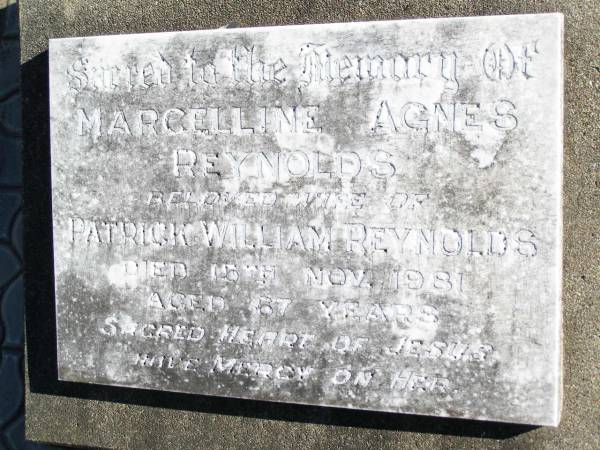 Sacred to the Memory Of
MARCELLINE AGNES
REYNOLDS
BELOVED WIFE OF
PATRICK WILLIAM REYNOLDS
DIED NOV. 1981
AGED 67 YEARS
SACRED HEART OF JESUS
HAVE MERCY ON HER